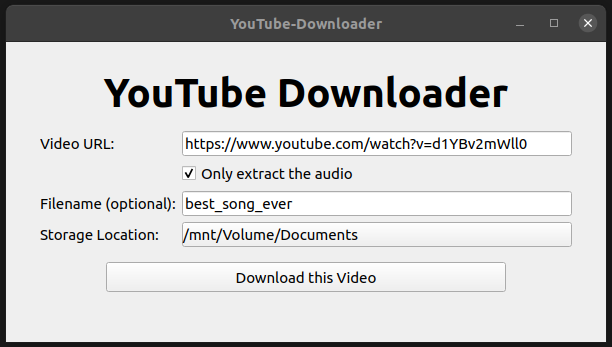 YouTube-Downloader
YouTube Downloader
Video URL: https://www.youtube.com/watch?v=d1YBv2mWll0
Only extract the audio
Filename (optional): best_song_ever
Storage Location: /mnt/Volume/Documents
Download this Video